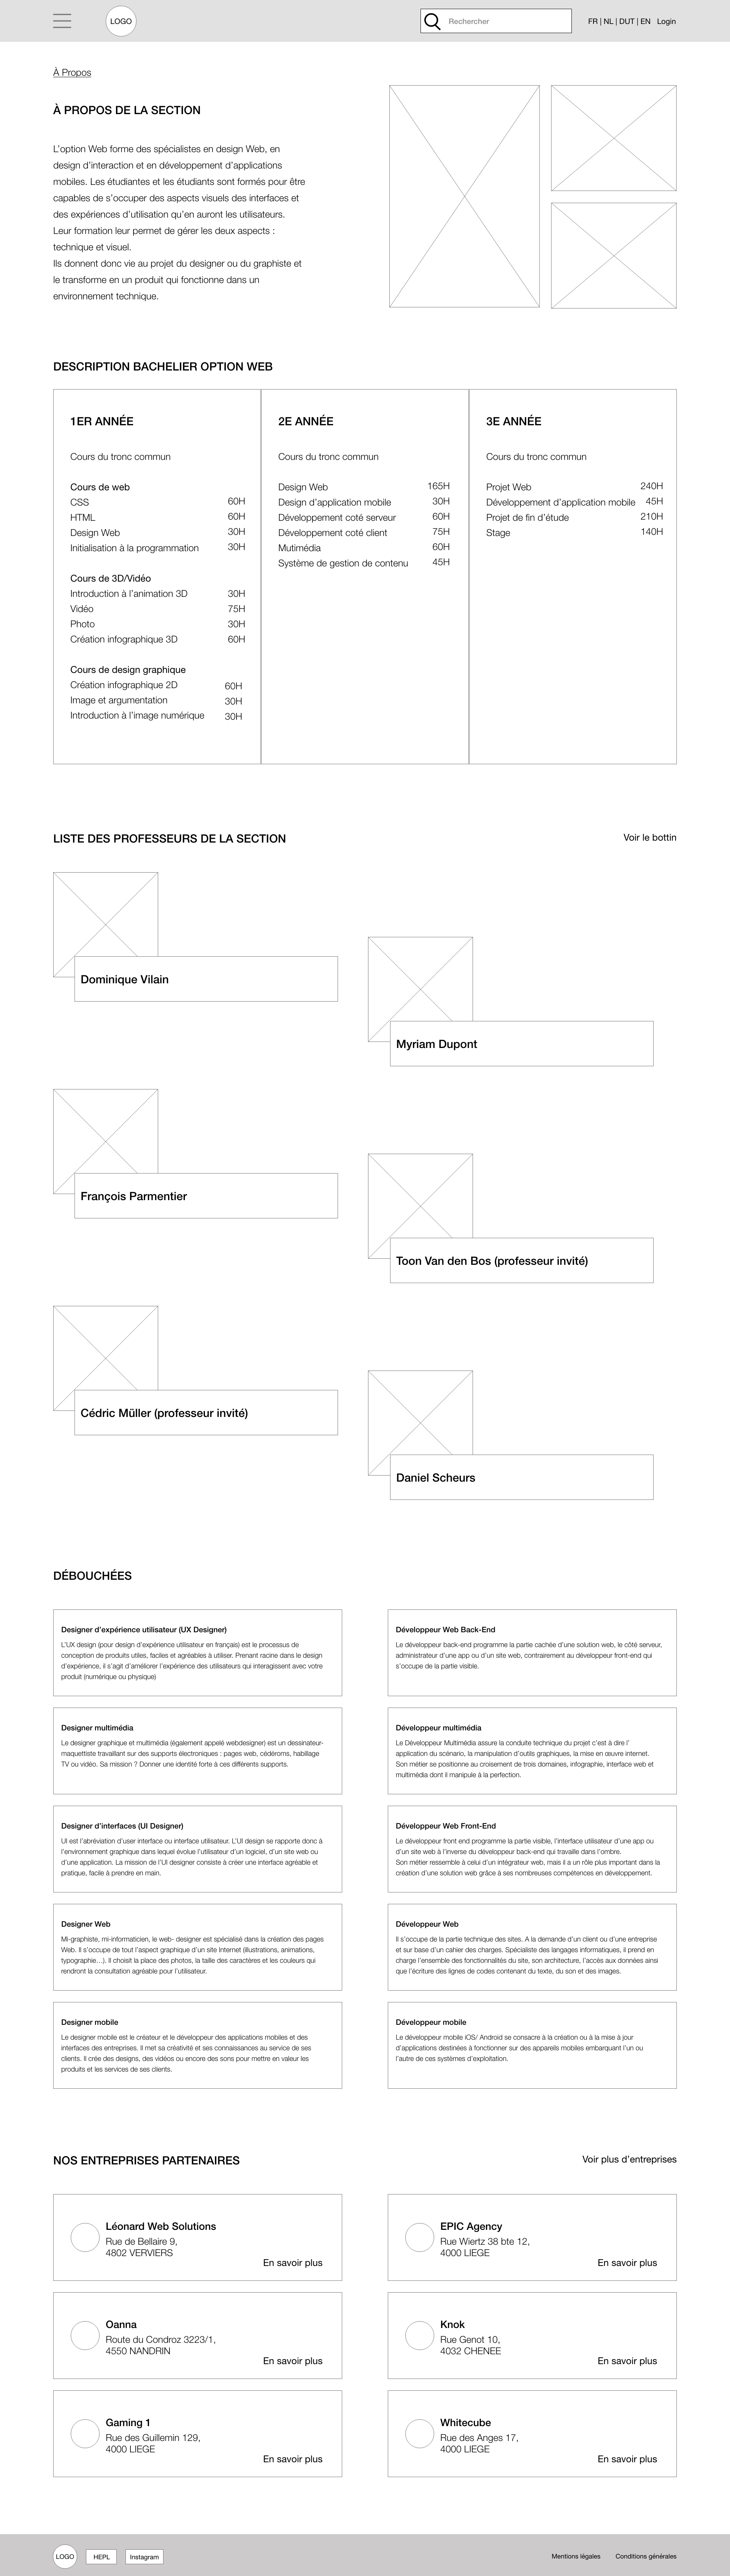 LOGO
Rechercher
FR | NL | DUT | EN Login
À Propos
À PROPOS DE LA SECTION
L’option Web forme des spécialistes en design Web, en
design d’interaction et en développement d’applications
mobiles. Les étudiantes et les étudiants sont formés pour être
capables de s’occuper des aspects visuels des interfaces et
des expériences d’utilisation qu’en auront les utilisateurs.
Leur formation leur permet de gérer les deux aspects :
technique et visuel.
Ils donnent donc vie au projet du designer ou du graphiste et
le transforme en un produit qui fonctionne dans un
environnement technique.
DESCRIPTION BACHELIER OPTION WEB
1ER ANNÉE
Cours du tronc commun
Cours de web
CSS 60H
HTML 60H
Design Web 30H
Initialisation à la programmation 30H
Cours de 3D/Vidéo
Introduction à l’animation 3D 30H
Vidéo 75H
Photo 30H
Création infographique 3D 60H
Cours de design graphique
Création infographique 2D 60H
Image et argumentation 30H
Introduction à l’image numérique 30H
2E ANNÉE
Cours du tronc commun
Design Web 165H
Design d’application mobile 30H
Développement coté serveur 60H
Développement coté client 75H
Mutimédia 60H
Système de gestion de contenu 45H
3E ANNÉE
Cours du tronc commun
Projet Web 240H
Développement d’application mobile 45H
Projet de fin d’étude 210H
Stage 140H
LISTE DES PROFESSEURS DE LA SECTION
Voir le bottin
Dominique Vilain
Myriam Dupont
François Parmentier
Toon Van den Bos (professeur invité)
Cédric Müller (professeur invité)
Daniel Scheurs
DÉBOUCHÉES
Designer d’expérience utilisateur (UX Designer)
L’UX design (pour design d’expérience utilisateur en français) est le processus de
conception de produits utiles, faciles et agréables à utiliser. Prenant racine dans le design
d’expérience, il s’agit d’améliorer l’expérience des utilisateurs qui interagissent avec votre
produit (numérique ou physique)
Développeur Web Back-End
Le développeur back-end programme la partie cachée d’une solution web, le côté serveur,
administrateur d’une app ou d’un site web, contrairement au développeur front-end qui
s’occupe de la partie visible.
Designer multimédia
Le designer graphique et multimédia (également appelé webdesigner) est un dessinateur-
maquettiste travaillant sur des supports électroniques : pages web, cédéroms, habillage
TV ou vidéo. Sa mission ? Donner une identité forte à ces différents supports.
Développeur multimédia
Le Développeur Multimédia assure la conduite technique du projet c’est à dire l’
application du scénario, la manipulation d’outils graphiques, la mise en œuvre internet.
Son métier se positionne au croisement de trois domaines, infographie, interface web et
multimédia dont il manipule à la perfection.
Designer d’interfaces (UI Designer)
UI est l’abréviation d’user interface ou interface utilisateur. L’UI design se rapporte donc à
l’environnement graphique dans lequel évolue l’utilisateur d’un logiciel, d’un site web ou
d’une application. La mission de l’UI designer consiste à créer une interface agréable et
pratique, facile à prendre en main.
Développeur Web Front-End
Le développeur front end programme la partie visible, l’interface utilisateur d’une app ou
d’un site web à l’inverse du développeur back-end qui travaille dans l’ombre.
Son métier ressemble à celui d’un intégrateur web, mais il a un rôle plus important dans la
création d’une solution web grâce à ses nombreuses compétences en développement.
Designer Web
Mi-graphiste, mi-informaticien, le web- designer est spécialisé dans la création des pages
Web. Il s’occupe de tout l’aspect graphique d’un site Internet (illustrations, animations,
typographie…). Il choisit la place des photos, la taille des caractères et les couleurs qui
rendront la consultation agréable pour l’utilisateur.
Développeur Web
Il s’occupe de la partie technique des sites. A la demande d’un client ou d’une entreprise
et sur base d’un cahier des charges. Spécialiste des langages informatiques, il prend en
charge l’ensemble des fonctionnalités du site, son architecture, l’accès aux données ainsi
que l’écriture des lignes de codes contenant du texte, du son et des images.
Designer mobile
Le designer mobile est le créateur et le développeur des applications mobiles et des
interfaces des entreprises. Il met sa créativité et ses connaissances au service de ses
clients. Il crée des designs, des vidéos ou encore des sons pour mettre en valeur les
produits et les services de ses clients.
Développeur mobile
Le développeur mobile iOS/ Android se consacre à la création ou à la mise à jour
d’applications destinées à fonctionner sur des appareils mobiles embarquant l’un ou
l’autre de ces systèmes d’exploitation.
NOS ENTREPRISES PARTENAIRES
Voir plus d’entreprises
Léonard Web Solutions
Rue de Bellaire 9,
4802 VERVIERS
En savoir plus
EPIC Agency
Rue Wiertz 38 bte 12,
4000 LIEGE
En savoir plus
Oanna
Route du Condroz 3223/1,
4550 NANDRIN
En savoir plus
Knok
Rue Genot 10,
4032 CHENEE
En savoir plus
Gaming 1
Rue des Guillemin 129,
4000 LIEGE
En savoir plus
Whitecube
Rue des Anges 17,
4000 LIEGE
En savoir plus
LOGO
HEPL
Instagram
Mentions légales
Conditions générales